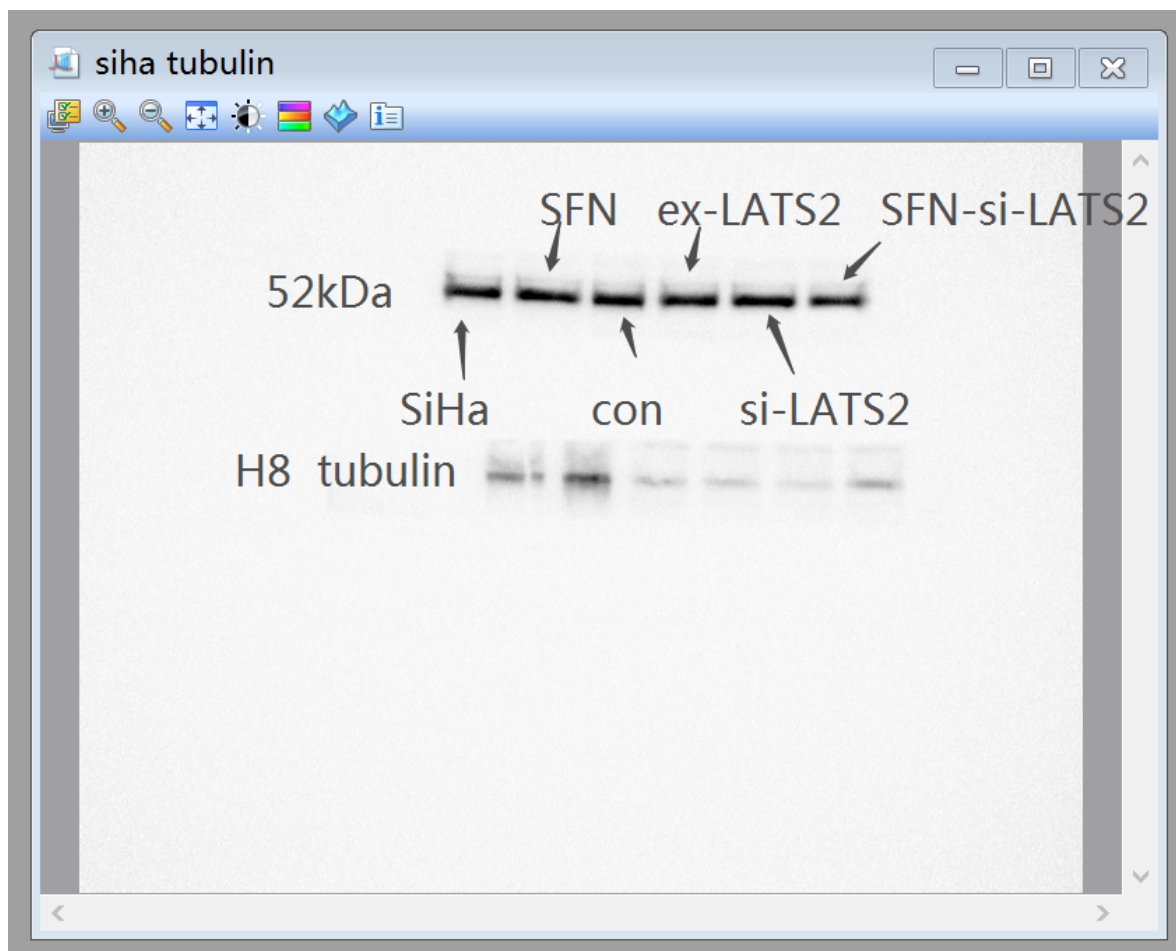 siha tubulin
SFN ex-LATS2 SFN-si-LATS2
52kDa
SiHa con si-LATS2
H8 tubulin